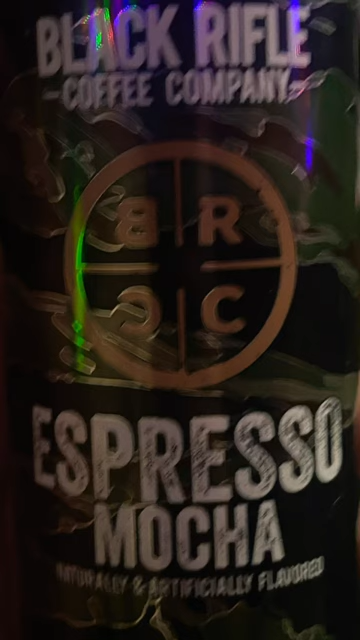 BLACK RIFLE
-COFFEE COMPANY-
B R
C C
ESPRESSO
MOCHA
NATURALLY & ARTIFICIALLY FLAVORED